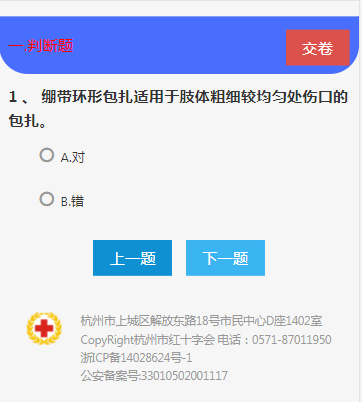 一.判断题
交卷
1 、 绷带环形包扎适用于肢体粗细较均匀处伤口的
包扎。
A.对
B.错
上一题
下一题
杭州市上城区解放东路18号市民中心D座1402室
CopyRight杭州市红十字会 电话：0571-87011950
浙ICP备14028624号-1
公安备案号:33010502001117